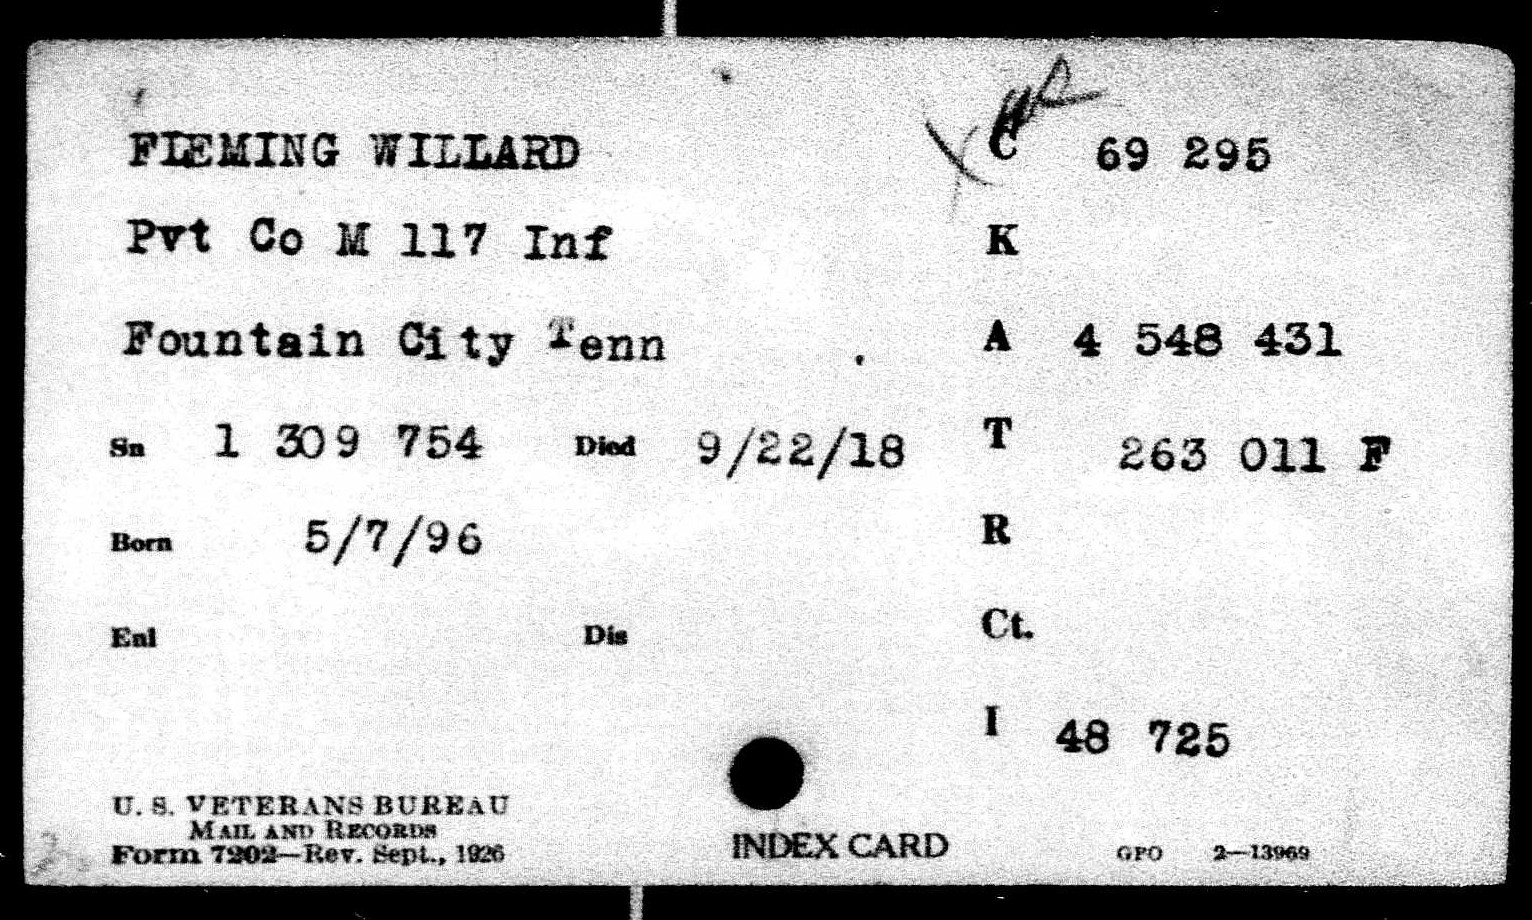 FLEMING WILLARD
C 69 295
Pvt Co M 117 Inf
K
Fountain City Tenn
A 4 548 431
Sn 1 309 754 Died 9/22/18
T 263 011 F
Born 5/7/96
R
Enl Dis
Ct.
I 48 725
U. S. VETERANS BUREAU
MAIL AND RECORDS
Form 7202—Rev. Sept., 1926
INDEX CARD
GPO 2—13969